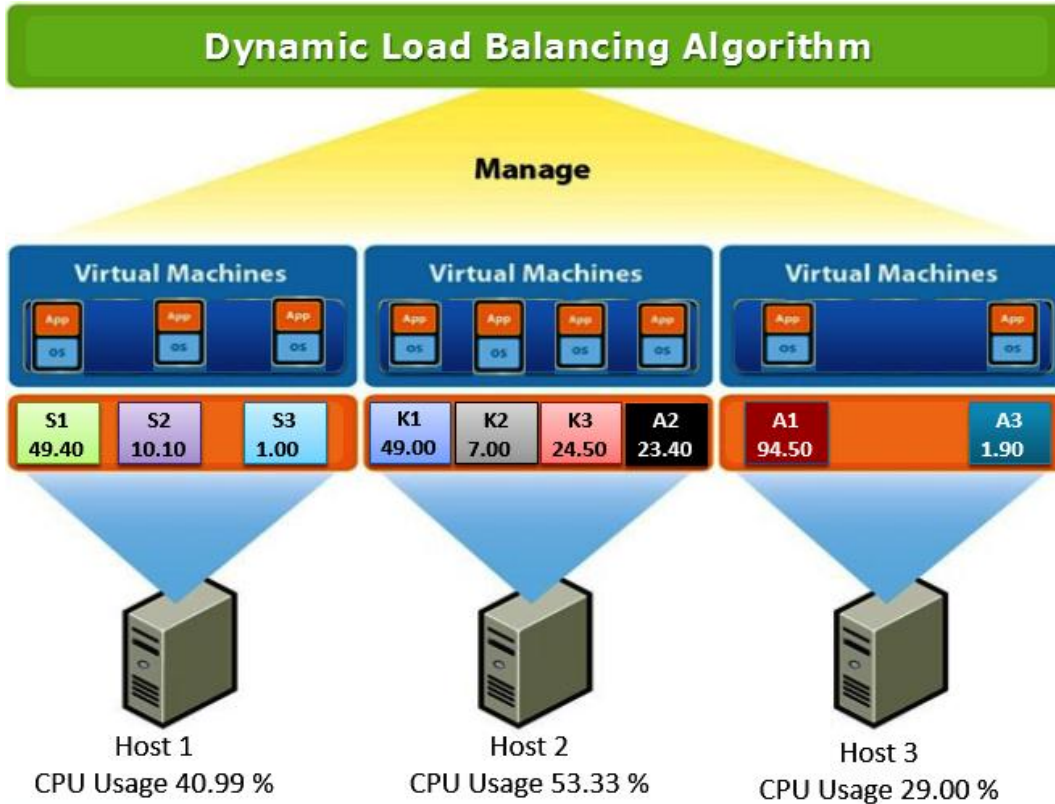 Dynamic Load Balancing Algorithm
Manage
Virtual Machines
App App App
OS OS OS
S1 S2 S3
49.40 10.10 1.00
Host 1
CPU Usage 40.99 %
Virtual Machines
App App App App
OS OS OS OS
K1 K2 K3 A2
49.00 7.00 24.50 23.40
Host 2
CPU Usage 53.33 %
Virtual Machines
App App
OS OS
A1 A3
94.50 1.90
Host 3
CPU Usage 29.00 %